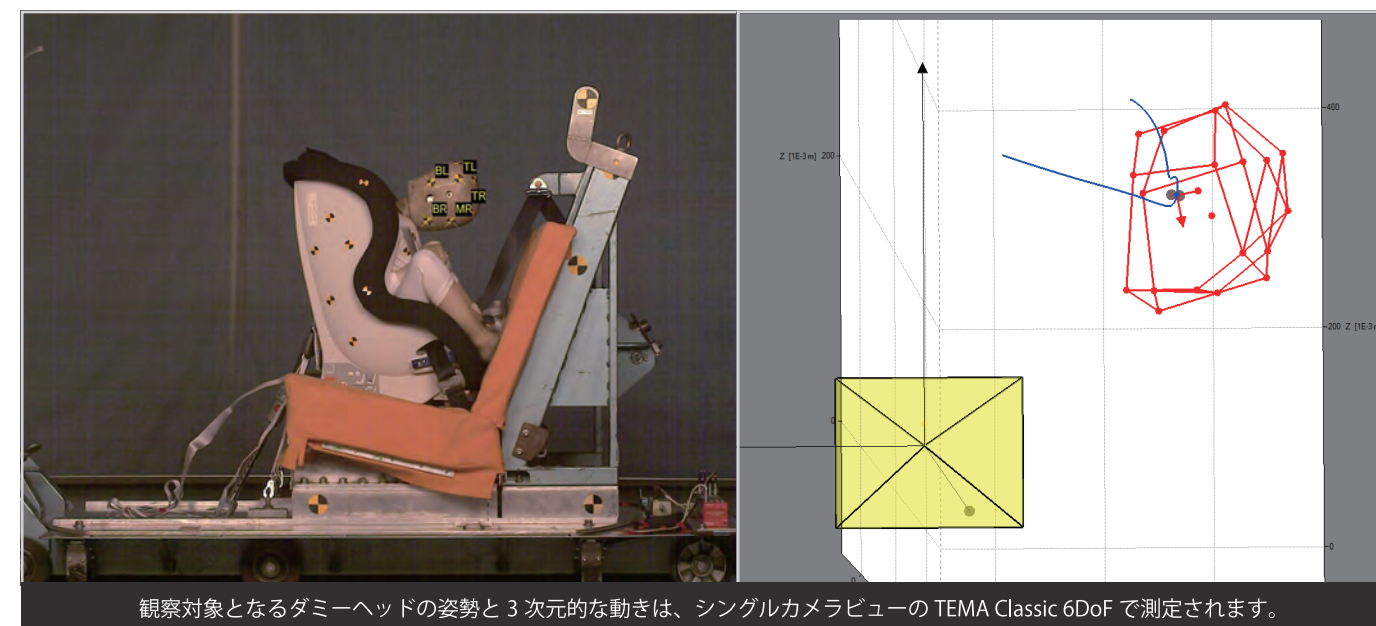 BL
TL
TR
BR
MR
Z [1E-3 m] 200
400
200 Z [1E-3 m
0
0
0
観察対象となるダミーヘッドの姿勢と 3 次元的な動きは、シングルカメラビューの TEMA Classic 6DoF で測定されます。